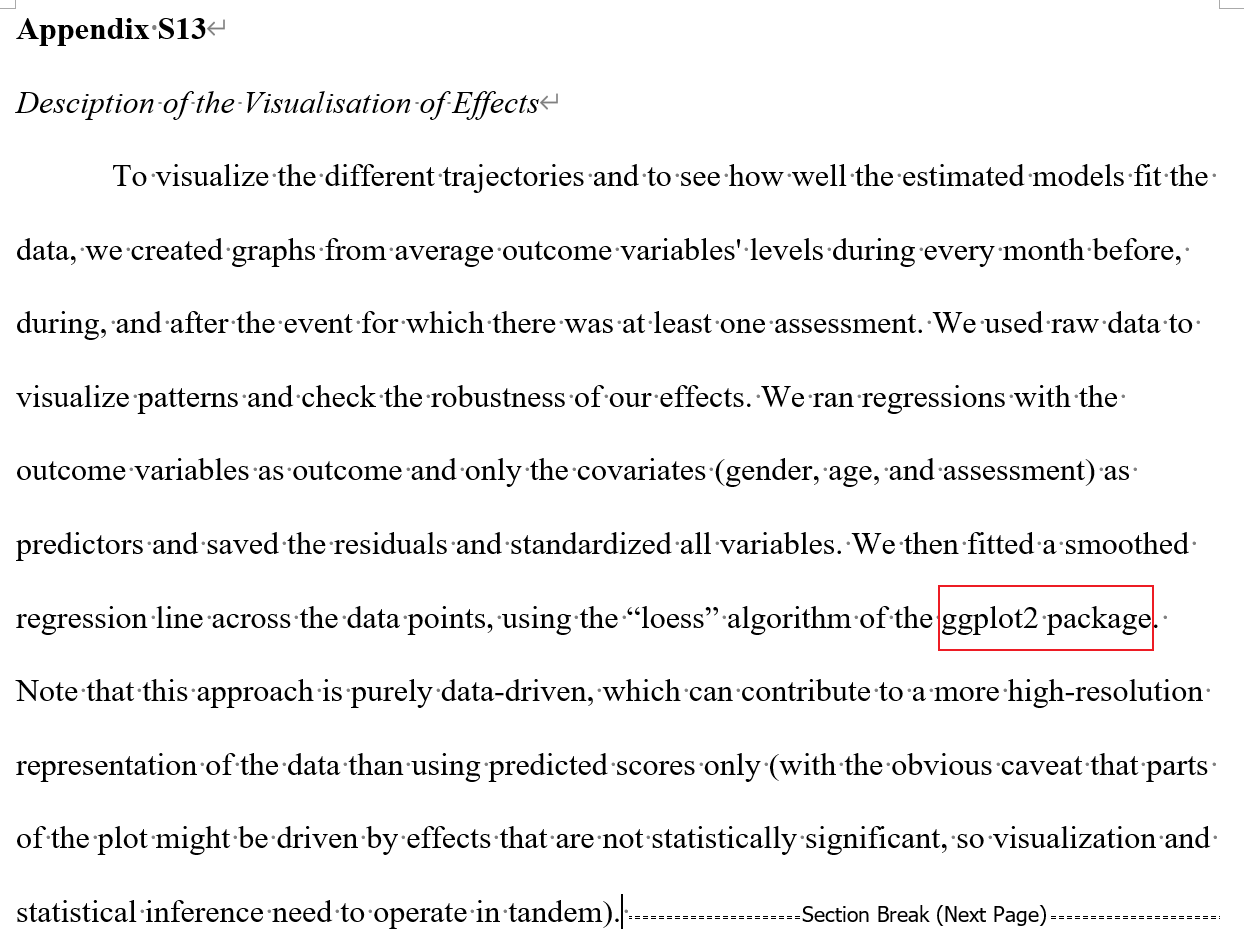 Appendix S13
Desciption of the Visualisation of Effects
To visualize the different trajectories and to see how well the estimated models fit the
data, we created graphs from average outcome variables' levels during every month before,
during, and after the event for which there was at least one assessment. We used raw data to
visualize patterns and check the robustness of our effects. We ran regressions with the
outcome variables as outcome and only the covariates (gender, age, and assessment) as
predictors and saved the residuals and standardized all variables. We then fitted a smoothed
regression line across the data points, using the “loess” algorithm of the ggplot2 package.
Note that this approach is purely data-driven, which can contribute to a more high-resolution
representation of the data than using predicted scores only (with the obvious caveat that parts
of the plot might be driven by effects that are not statistically significant, so visualization and
statistical inference need to operate in tandem). Section Break (Next Page)